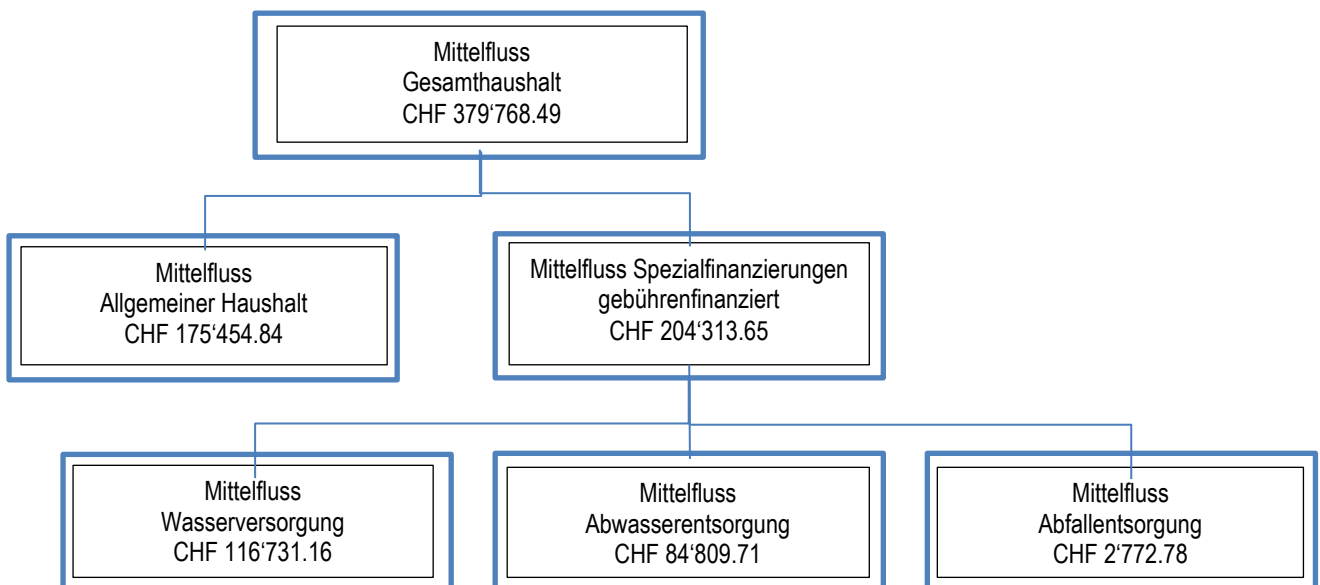 Mittelfluss
Gesamthaushalt
CHF 379‘768.49
Mittelfluss
Allgemeiner Haushalt
CHF 175‘454.84
Mittelfluss Spezialfinanzierungen
gebührenfinanziert
CHF 204‘313.65
Mittelfluss
Wasserversorgung
CHF 116‘731.16
Mittelfluss
Abwasserentsorgung
CHF 84‘809.71
Mittelfluss
Abfallentsorgung
CHF 2‘772.78